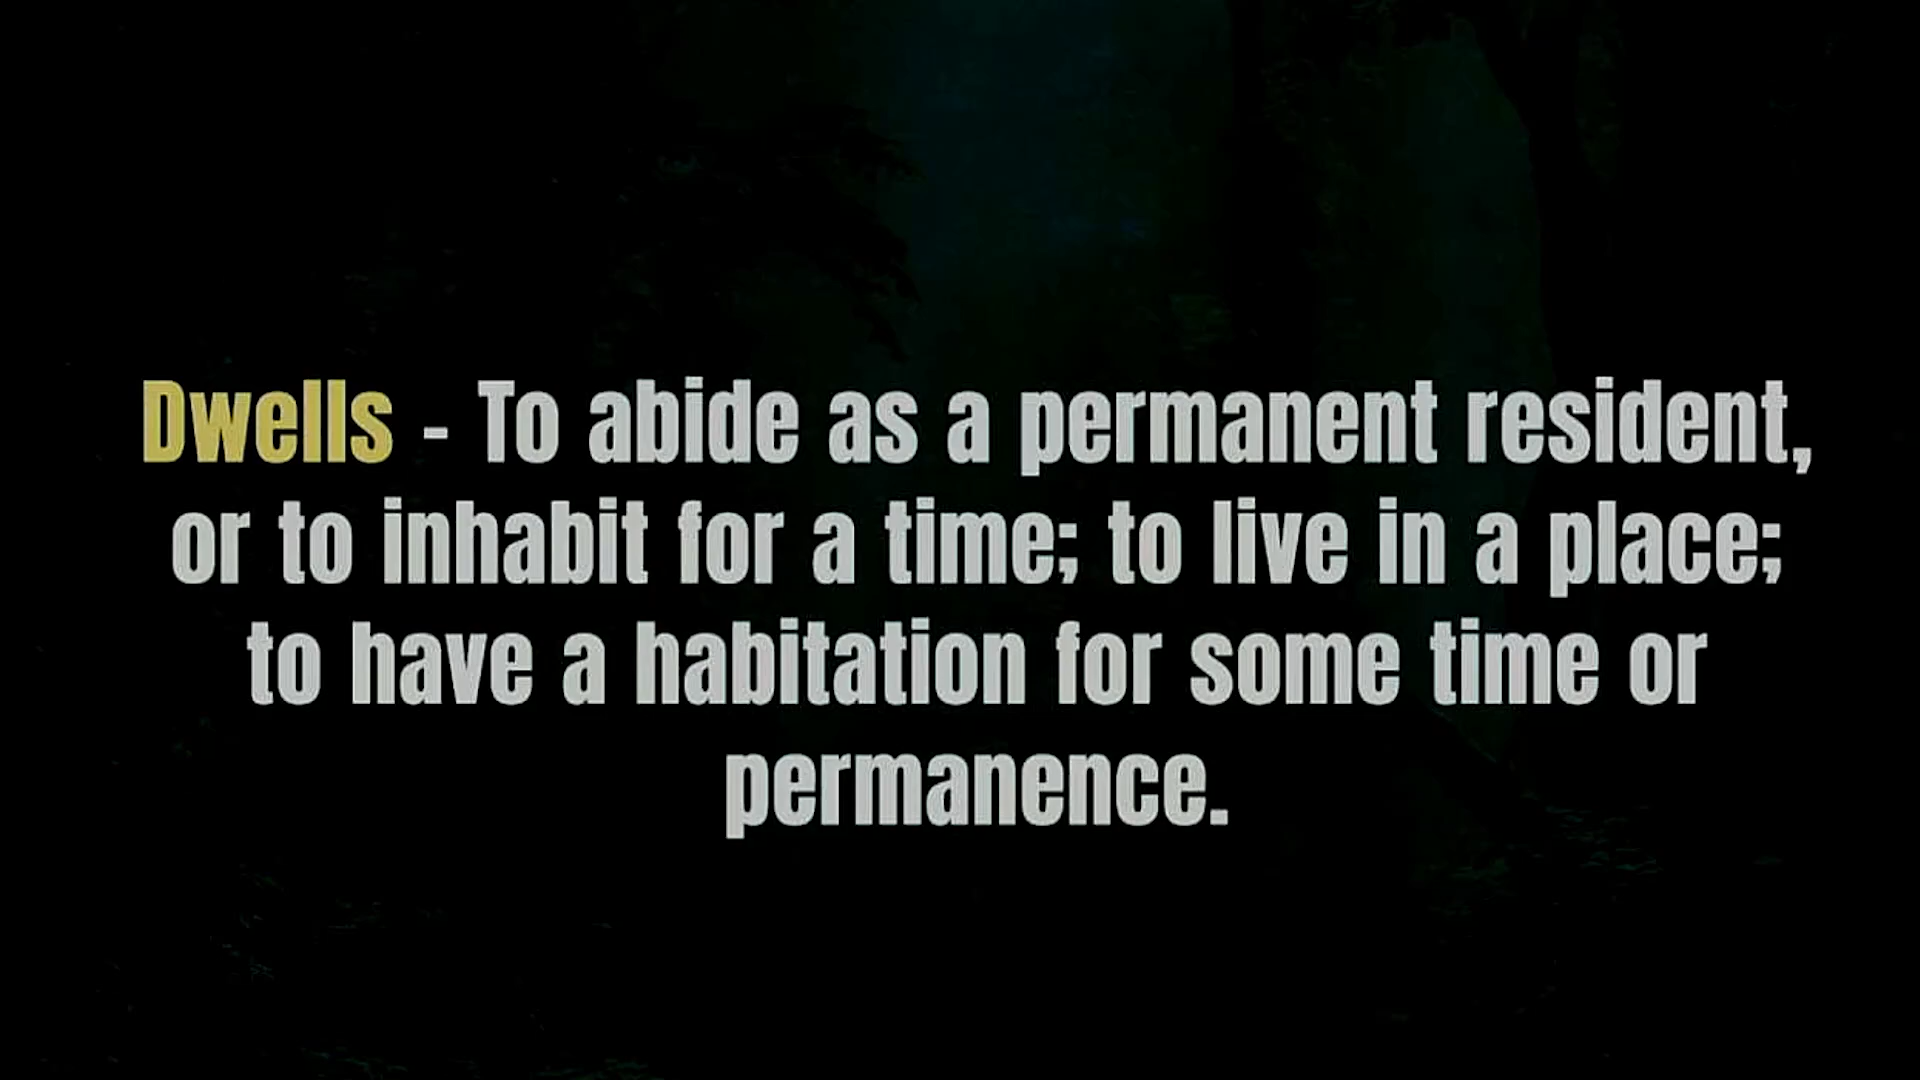 Dwells - To abide as a permanent resident,
or to inhabit for a time; to live in a place;
to have a habitation for some time or
permanence.